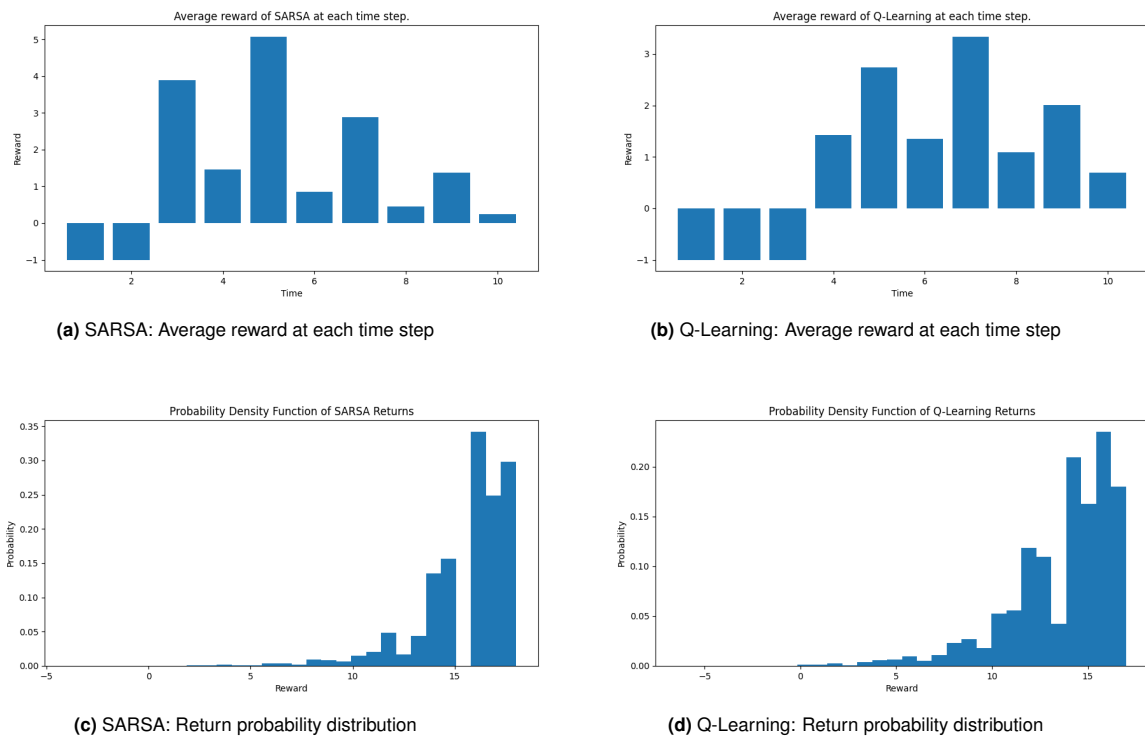 Average reward of SARSA at each time step.
Reward
5
4
3
2
1
0
−1
2
4
6
8
10
Time
(a) SARSA: Average reward at each time step
Average reward of Q-Learning at each time step.
Reward
3
2
1
0
−1
2
4
6
8
10
Time
(b) Q-Learning: Average reward at each time step
Probability Density Function of SARSA Returns
Probability
0.35
0.30
0.25
0.20
0.15
0.10
0.05
0.00
−5
0
5
10
15
Reward
(c) SARSA: Return probability distribution
Probability Density Function of Q-Learning Returns
Probability
0.20
0.15
0.10
0.05
0.00
−5
0
5
10
15
Reward
(d) Q-Learning: Return probability distribution